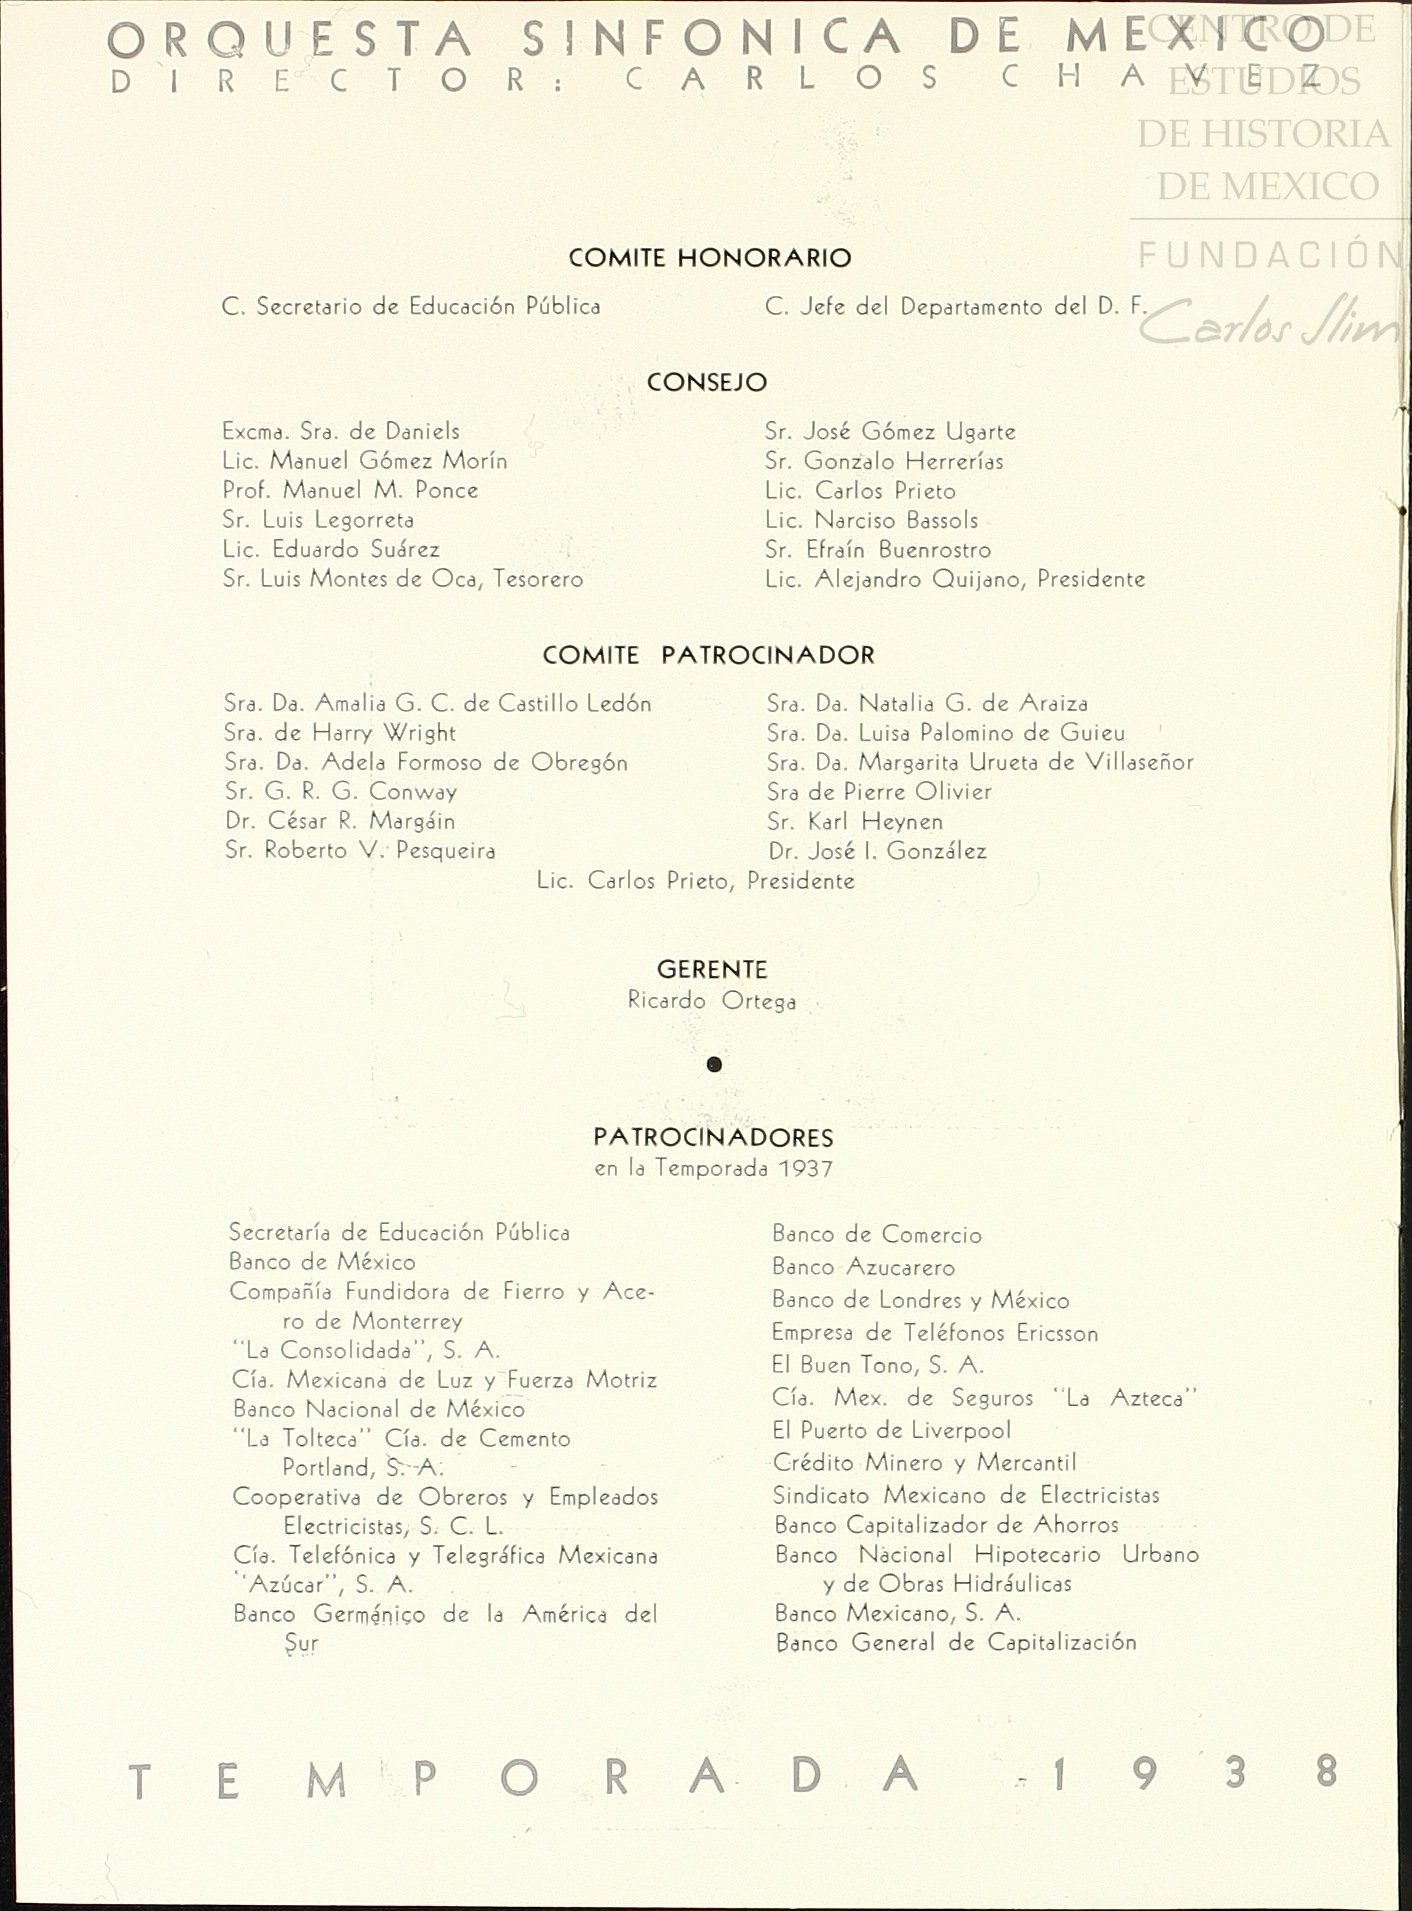 ORQUESTA SINFONICA DE MEXICO
DIRECTOR: CARLOS CHAVEZ
CENTRO DE
ESTUDIOS
DE HISTORIA
DE MEXICO
FUNDACIÓN
Carlos Slim
COMITE HONORARIO
C. Secretario de Educación Pública
C. Jefe del Departamento del D. F.
CONSEJO
Excma. Sra. de Daniels
Lic. Manuel Gómez Morín
Prof. Manuel M. Ponce
Sr. Luis Legorreta
Lic. Eduardo Suárez
Sr. Luis Montes de Oca, Tesorero
Sr. José Gómez Ugarte
Sr. Gonzalo Herrerías
Lic. Carlos Prieto
Lic. Narciso Bassols
Sr. Efraín Buenrostro
Lic. Alejandro Quijano, Presidente
COMITE PATROCINADOR
Sra. Da. Amalia G. C. de Castillo Ledón
Sra. de Harry Wright
Sra. Da. Adela Formoso de Obregón
Sr. G. R. G. Conway
Dr. César R. Margáin
Sr. Roberto V. Pesqueira
Sra. Da. Natalia G. de Araiza
Sra. Da. Luisa Palomino de Guieu
Sra. Da. Margarita Urueta de Villaseñor
Sra de Pierre Olivier
Sr. Karl Heynen
Dr. José I. González
Lic. Carlos Prieto, Presidente
GERENTE
Ricardo Ortega
PATROCINADORES
en la Temporada 1937
Secretaría de Educación Pública
Banco de México
Compañía Fundidora de Fierro y Ace-
ro de Monterrey
"La Consolidada", S. A.
Cía. Mexicana de Luz y Fuerza Motriz
Banco Nacional de México
"La Tolteca" Cía. de Cemento
Portland, S. A.
Cooperativa de Obreros y Empleados
Electricistas, S. C. L.
Cía. Telefónica y Telegráfica Mexicana
"Azúcar", S. A.
Banco Germánico de la América del
Sur
Banco de Comercio
Banco Azucarero
Banco de Londres y México
Empresa de Teléfonos Ericsson
El Buen Tono, S. A.
Cía. Mex. de Seguros "La Azteca"
El Puerto de Liverpool
Crédito Minero y Mercantil
Sindicato Mexicano de Electricistas
Banco Capitalizador de Ahorros
Banco Nacional Hipotecario Urbano
y de Obras Hidráulicas
Banco Mexicano, S. A.
Banco General de Capitalización
TEMPORADA 1938